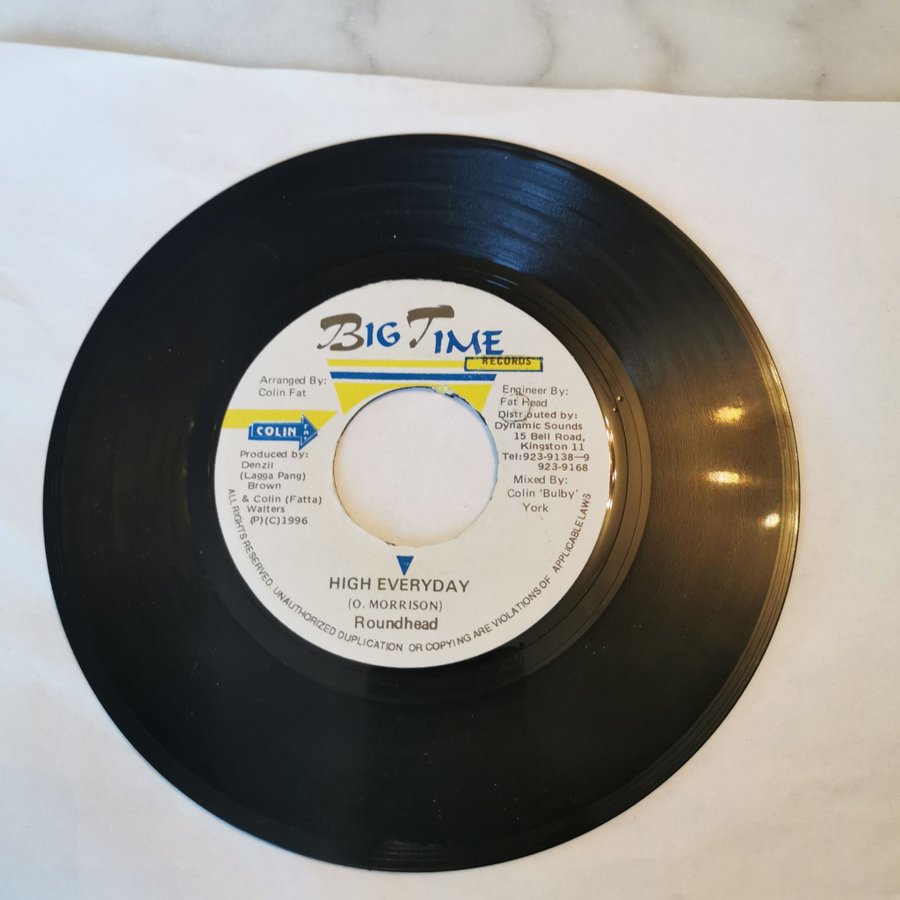 BIG TIME
RECORDS
Arranged By:
Colin Fat
COLIN FAT
Produced by:
Denzil
(Lagga Pang)
Brown
& Colin (Fatta)
Walters
(P)(C)1996
Engineer By:
Fat Head
Distributed by:
Dynamic Sounds
15 Bell Road,
Kingston 11
Tel:923-9138—9
923-9168
Mixed By:
Colin 'Bulby'
York
HIGH EVERYDAY
(O. MORRISON)
Roundhead
ALL RIGHTS RESERVED. UNAUTHORIZED DUPLICATION OR COPYING ARE VIOLATIONS OF APPLICABLE LAWS